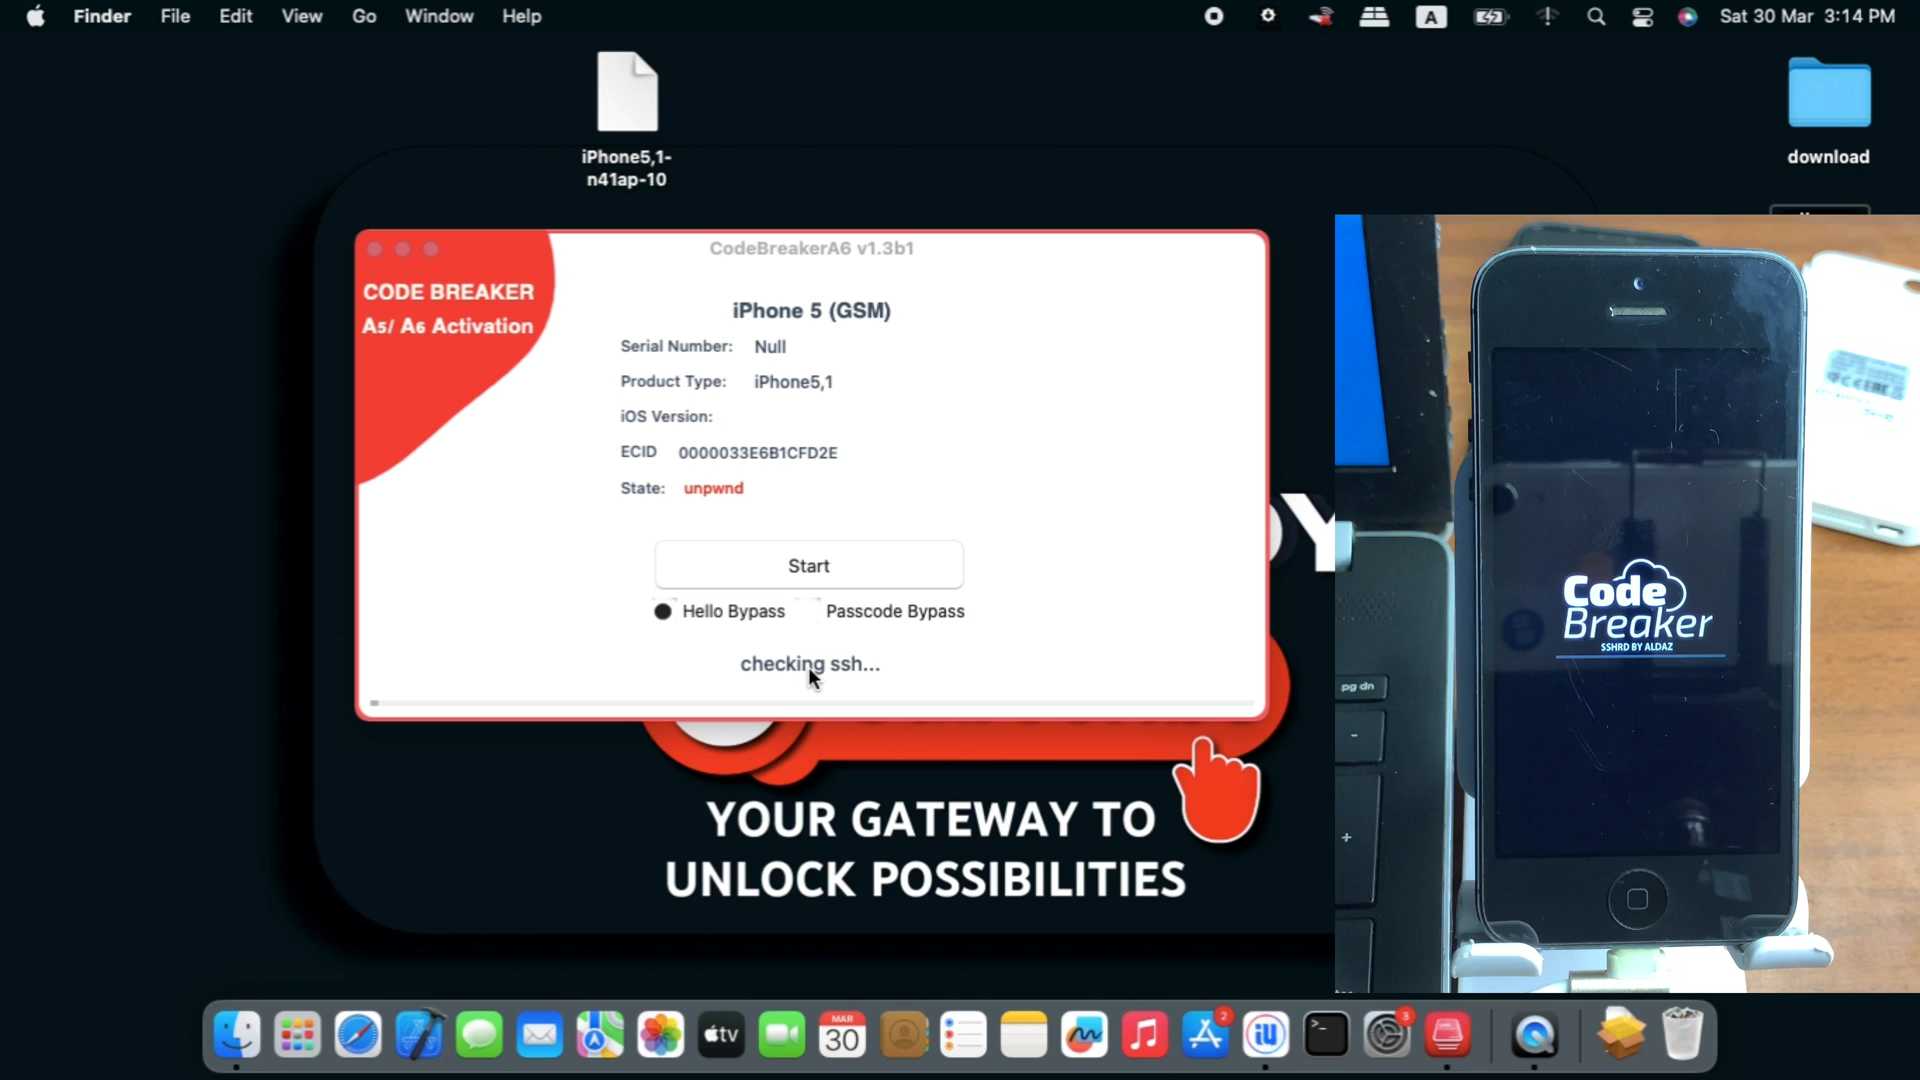 Finder File Edit View Go Window Help
A
Sat 30 Mar 3:14 PM
iPhone5,1-
n41ap-10
download
CodeBreakerA6 v1.3b1
CODE BREAKER
A5/ A6 Activation
iPhone 5 (GSM)
Serial Number: Null
Product Type: iPhone5,1
iOS Version:
ECID 0000033E6B1CFD2E
State: unpwnd
Start
Hello Bypass Passcode Bypass
checking ssh...
Y
YOUR GATEWAY TO
UNLOCK POSSIBILITIES
pg dn
-
+
Code
Breaker
SSHRD BY ALDAZ
tv
MAR
30
2
3